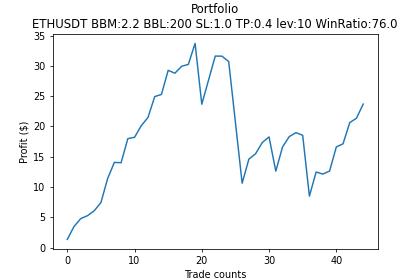 Portfolio
ETHUSDT BBM:2.2 BBL:200 SL:1.0 TP:0.4 lev:10 WinRatio:76.0
35
30
25
20
15
10
5
0
Profit ($)
0 10 20 30 40
Trade counts